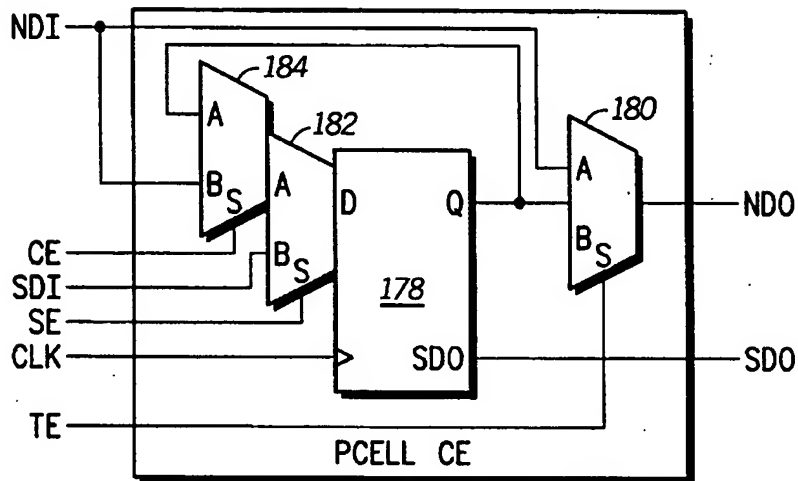 NDI
184
182
180
A
B
S
A
B
S
D
Q
178
SDO
A
B
S
NDO
SDO
CE
SDI
SE
CLK
TE
PCELL CE